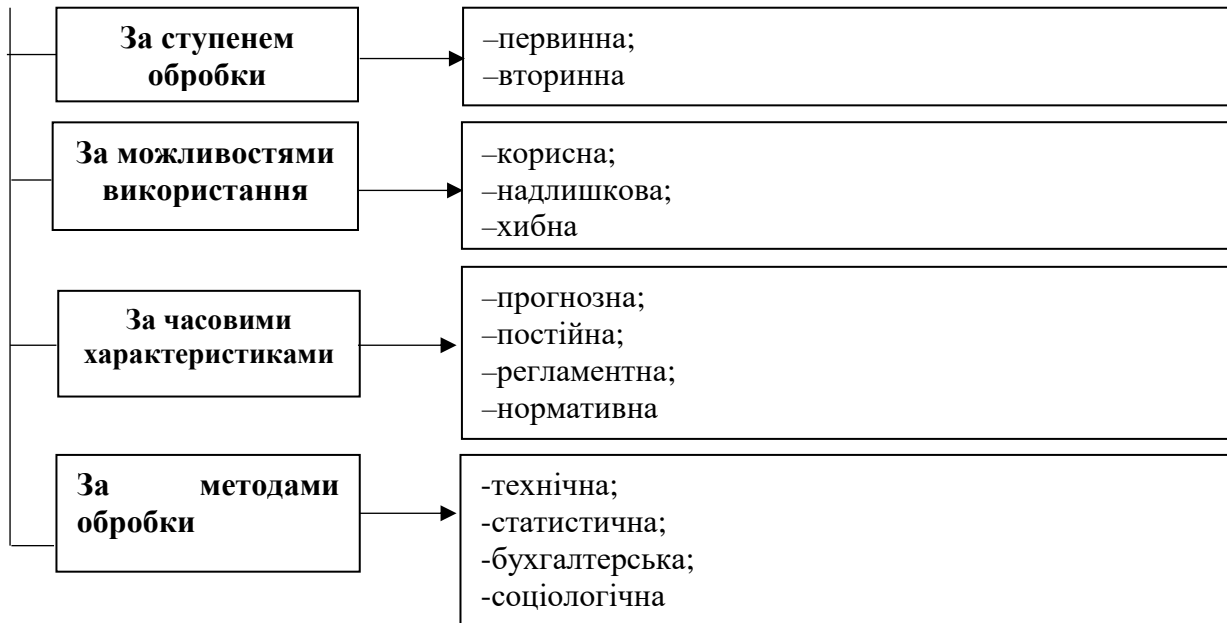 За ступенем
обробки
–первинна;
–вторинна
За можливостями
використання
–корисна;
–надлишкова;
–хибна
За часовими
характеристиками
–прогнозна;
–постійна;
–регламентна;
–нормативна
За методами
обробки
-технічна;
-статистична;
-бухгалтерська;
-соціологічна